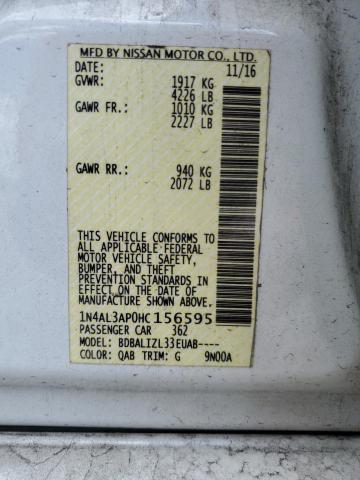 MFD BY NISSAN MOTOR CO., LTD.
DATE: 11/16
GVWR: 1917 KG
4226 LB
GAWR FR: 1010 KG
2227 LB
GAWR RR: 940 KG
2072 LB
THIS VEHICLE CONFORMS TO
ALL APPLICABLE FEDERAL
MOTOR VEHICLE SAFETY,
BUMPER, AND THEFT
PREVENTION STANDARDS
IN EFFECT ON THE DATE OF
MANUFACTURE SHOWN ABOVE.
1N4AL3AP0HC156595
PASSENGER CAR 362
MODEL: BDBALIZL33EUAB----
COLOR: QAB TRIM: G 9N00A